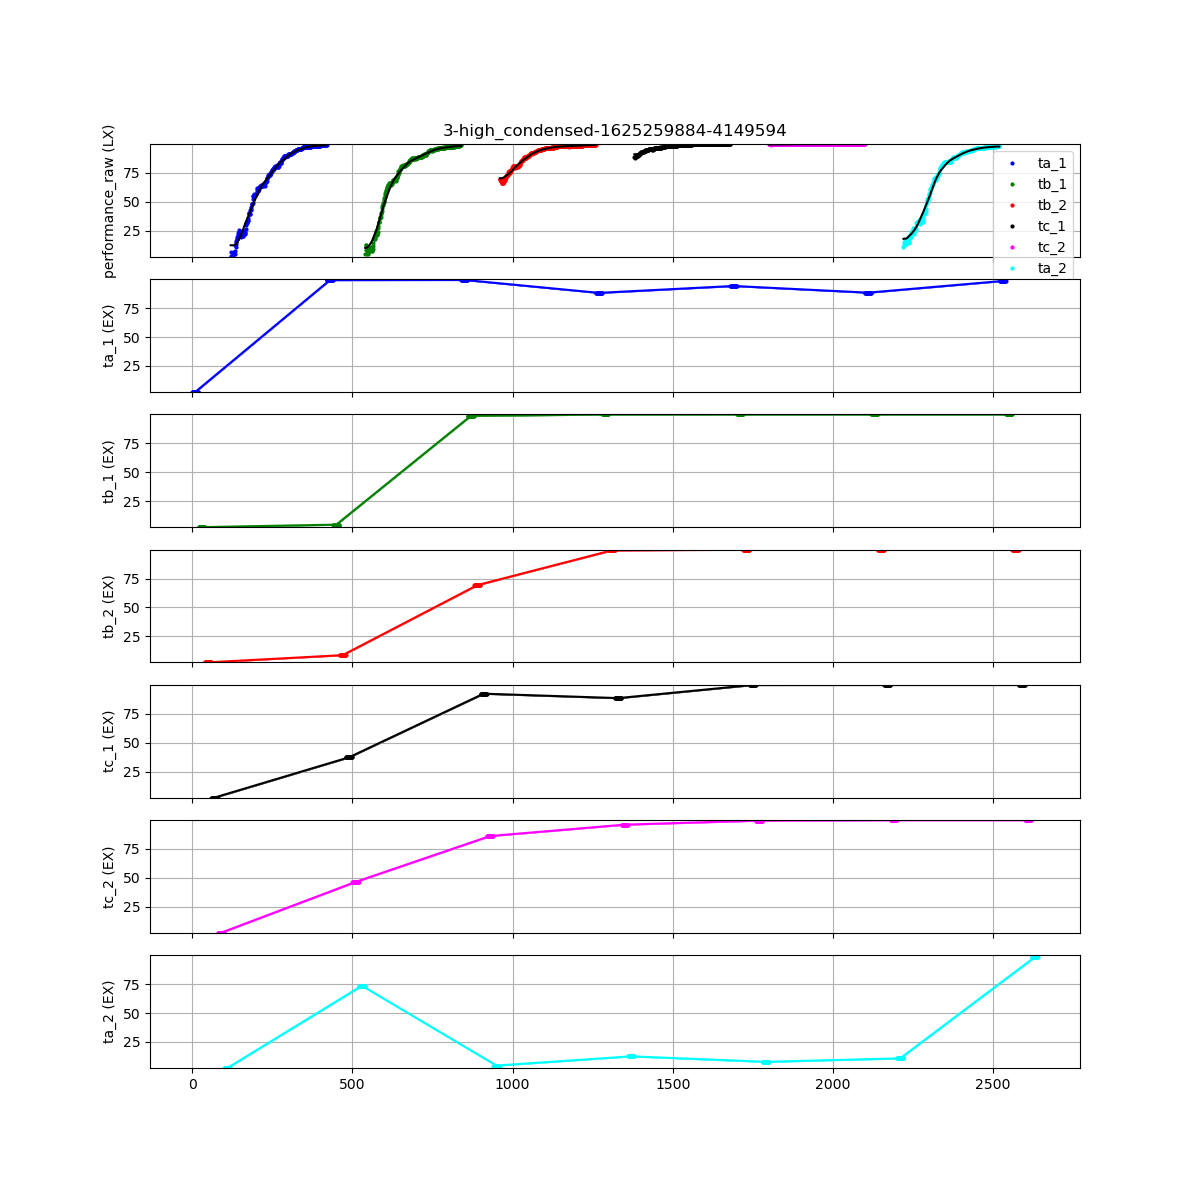 3-high_condensed-1625259884-4149594
performance_raw (LX)
75
50
25
ta_1
tb_1
tb_2
tc_1
tc_2
ta_2
ta_1 (EX)
75
50
25
tb_1 (EX)
75
50
25
tb_2 (EX)
75
50
25
tc_1 (EX)
75
50
25
tc_2 (EX)
75
50
25
ta_2 (EX)
75
50
25
0 500 1000 1500 2000 2500